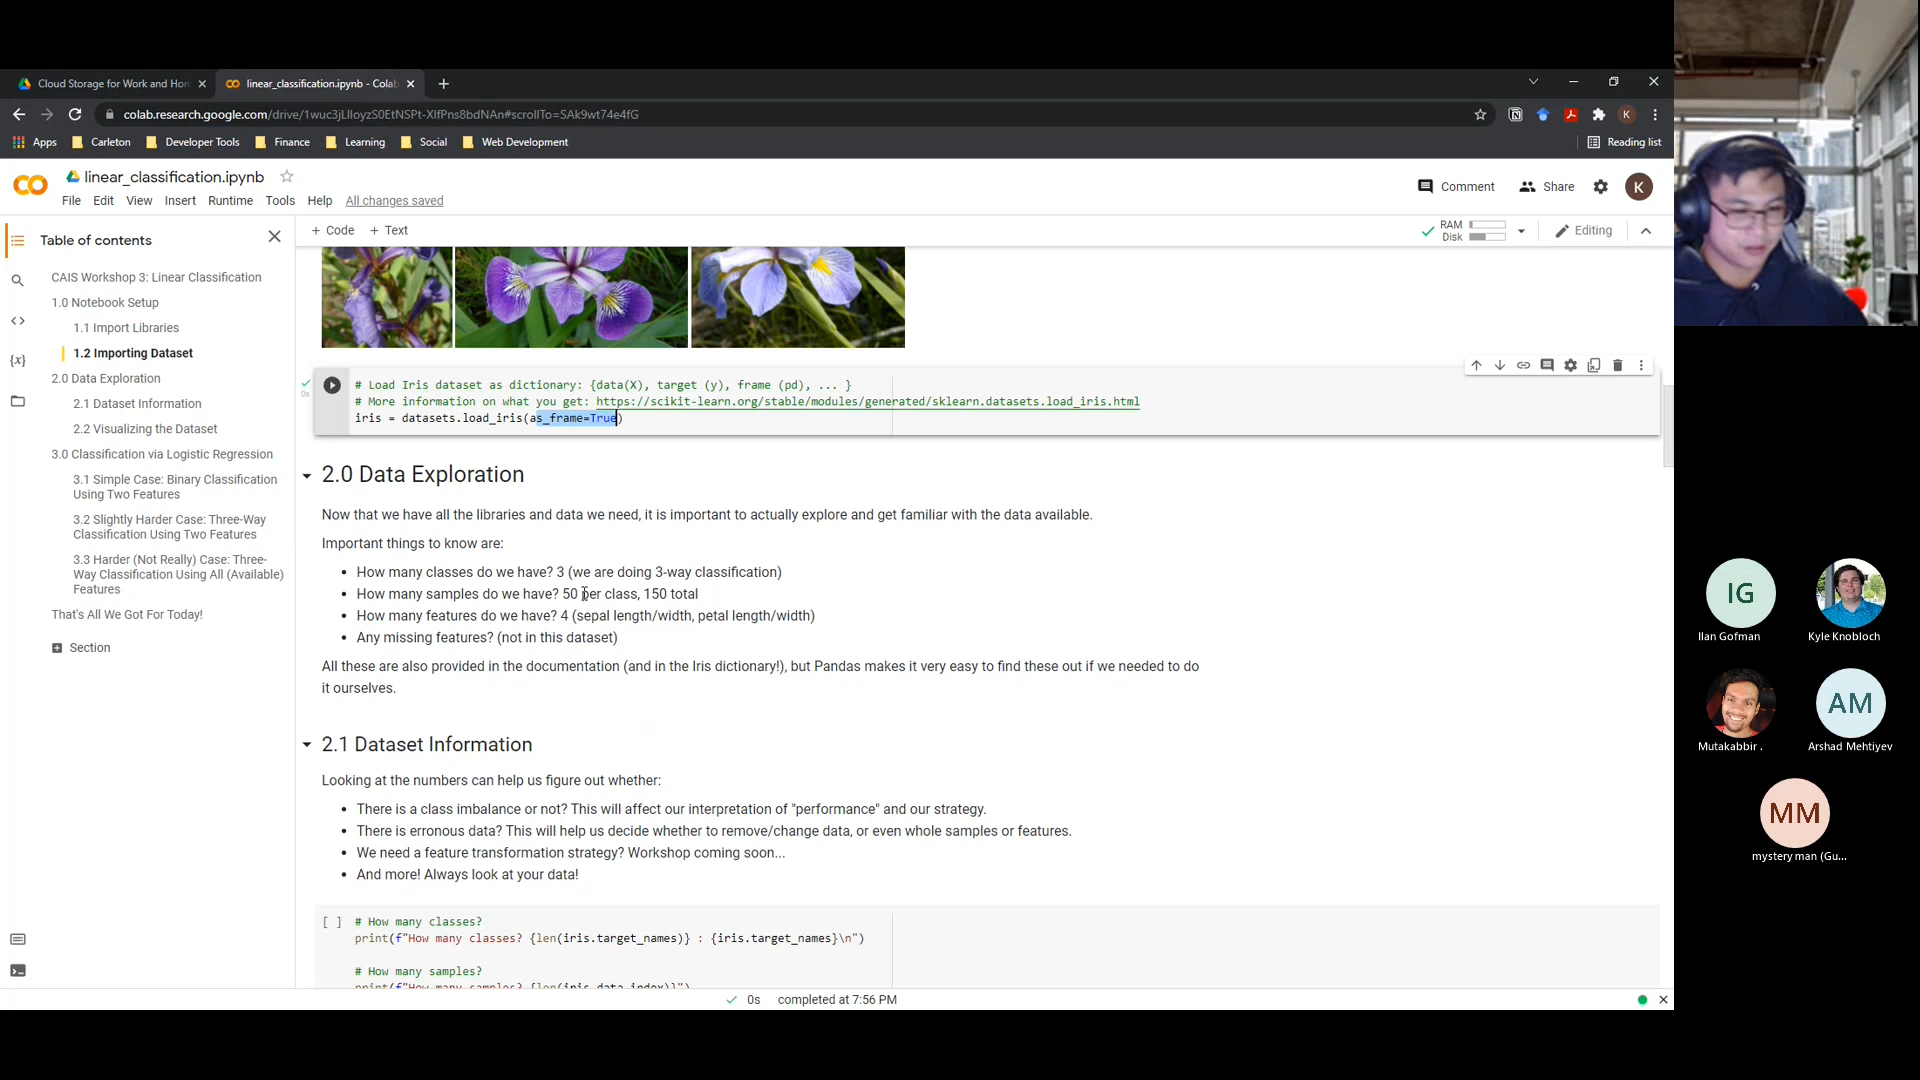 Cloud Storage for Work and Hom
linear_classification.ipynb - Colab
colab.research.google.com/drive/1wuc3jLlloyzS0EtNSPt-XIfPns8bdNAn#scrollTo=SAk9wt74e4fG
Apps
Carleton
Developer Tools
Finance
Learning
Social
Web Development
Reading list
linear_classification.ipynb
File Edit View Insert Runtime Tools Help All changes saved
Comment
Share
K
Table of contents
CAIS Workshop 3: Linear Classification
1.0 Notebook Setup
1.1 Import Libraries
1.2 Importing Dataset
2.0 Data Exploration
2.1 Dataset Information
2.2 Visualizing the Dataset
3.0 Classification via Logistic Regression
3.1 Simple Case: Binary Classification
Using Two Features
3.2 Slightly Harder Case: Three-Way
Classification Using Two Features
3.3 Harder (Not Really) Case: Three-
Way Classification Using All (Available)
Features
That's All We Got For Today!
Section
+ Code + Text
RAM
Disk
Editing
# Load Iris dataset as dictionary: {data(X), target (y), frame (pd), ... }
# More information on what you get: https://scikit-learn.org/stable/modules/generated/sklearn.datasets.load_iris.html
iris = datasets.load_iris(as_frame=True)
0s
2.0 Data Exploration
Now that we have all the libraries and data we need, it is important to actually explore and get familiar with the data available.
Important things to know are:
• How many classes do we have? 3 (we are doing 3-way classification)
• How many samples do we have? 50 per class, 150 total
• How many features do we have? 4 (sepal length/width, petal length/width)
• Any missing features? (not in this dataset)
All these are also provided in the documentation (and in the Iris dictionary!), but Pandas makes it very easy to find these out if we needed to do
it ourselves.
2.1 Dataset Information
Looking at the numbers can help us figure out whether:
• There is a class imbalance or not? This will affect our interpretation of "performance" and our strategy.
• There is erronous data? This will help us decide whether to remove/change data, or even whole samples or features.
• We need a feature transformation strategy? Workshop coming soon...
• And more! Always look at your data!
[ ] # How many classes?
print(f"How many classes? {len(iris.target_names)} : {iris.target_names}\n")
# How many samples?
print(f"How many samples? {len(iris.data.index)}")
0s completed at 7:56 PM
IG
Ilan Gofman
Kyle Knobloch
Mutakabbir .
AM
Arshad Mehtiyev
MM
mystery man (Gu...